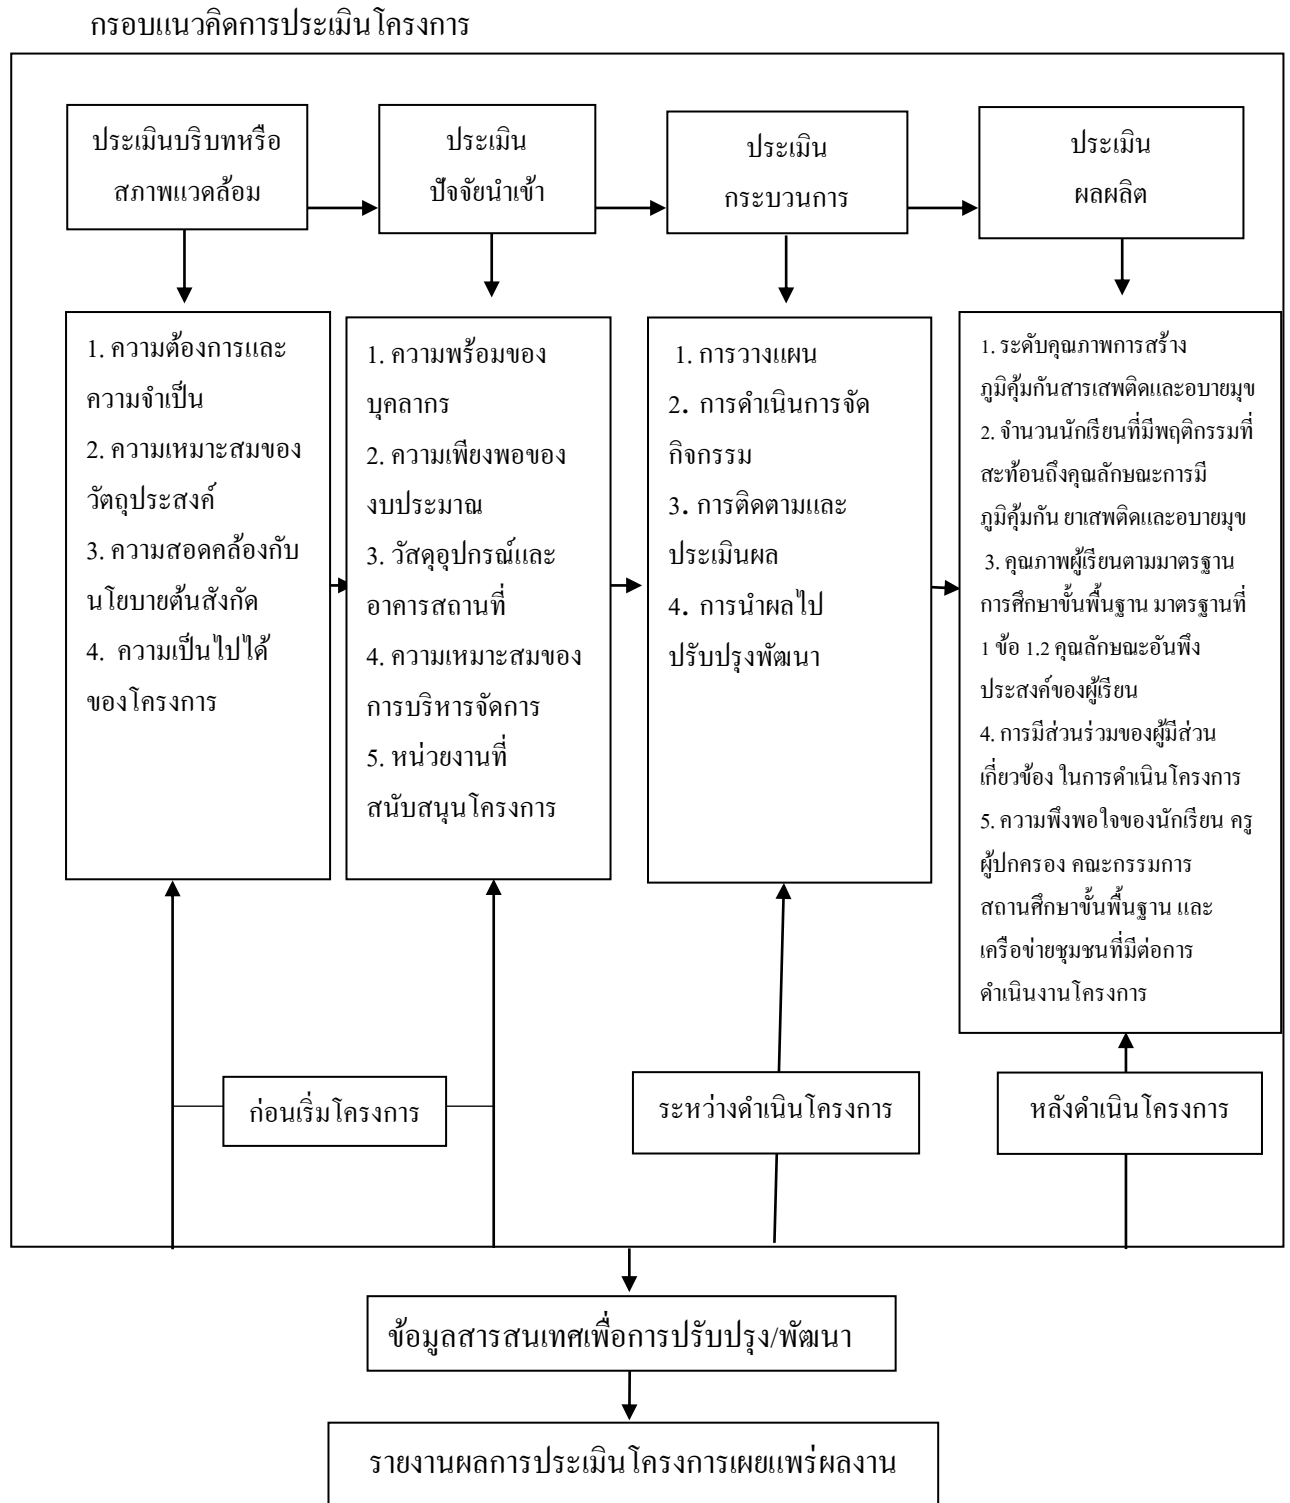 กรอบแนวคิดการประเมินโครงการ
ประเมินบริบทหรือ
สภาพแวดล้อม
ประเมิน
ปัจจัยนำเข้า
ประเมิน
กระบวนการ
ประเมิน
ผลผลิต
1. ความต้องการและ
ความจำเป็น
2. ความเหมาะสมของ
วัตถุประสงค์
3. ความสอดคล้องกับ
นโยบายต้นสังกัด
4. ความเป็นไปได้
ของโครงการ
1. ความพร้อมของ
บุคลากร
2. ความเพียงพอของ
งบประมาณ
3. วัสดุอุปกรณ์และ
อาคารสถานที่
4. ความเหมาะสมของ
การบริหารจัดการ
5. หน่วยงานที่
สนับสนุนโครงการ
1. การวางแผน
2. การดำเนินการจัด
กิจกรรม
3. การติดตามและ
ประเมินผล
4. การนำผลไป
ปรับปรุงพัฒนา
1. ระดับคุณภาพการสร้าง
ภูมิคุ้มกันสารเสพติดและอบายมุข
2. จำนวนนักเรียนที่มีพฤติกรรมที่
สะท้อนถึงคุณลักษณะการมี
ภูมิคุ้มกัน ยาเสพติดและอบายมุข
3. คุณภาพผู้เรียนตามมาตรฐาน
การศึกษาขั้นพื้นฐาน มาตรฐานที่
1 ข้อ 1.2 คุณลักษณะอันพึง
ประสงค์ของผู้เรียน
4. การมีส่วนร่วมของผู้มีส่วน
เกี่ยวข้อง ในการดำเนินโครงการ
5. ความพึงพอใจของนักเรียน ครู
ผู้ปกครอง คณะกรรมการ
สถานศึกษาขั้นพื้นฐาน และ
เครือข่ายชุมชนที่มีต่อการ
ดำเนินงานโครงการ
ก่อนเริ่มโครงการ
ระหว่างดำเนินโครงการ
หลังดำเนินโครงการ
ข้อมูลสารสนเทศเพื่อการปรับปรุง/พัฒนา
รายงานผลการประเมินโครงการเผยแพร่ผลงาน